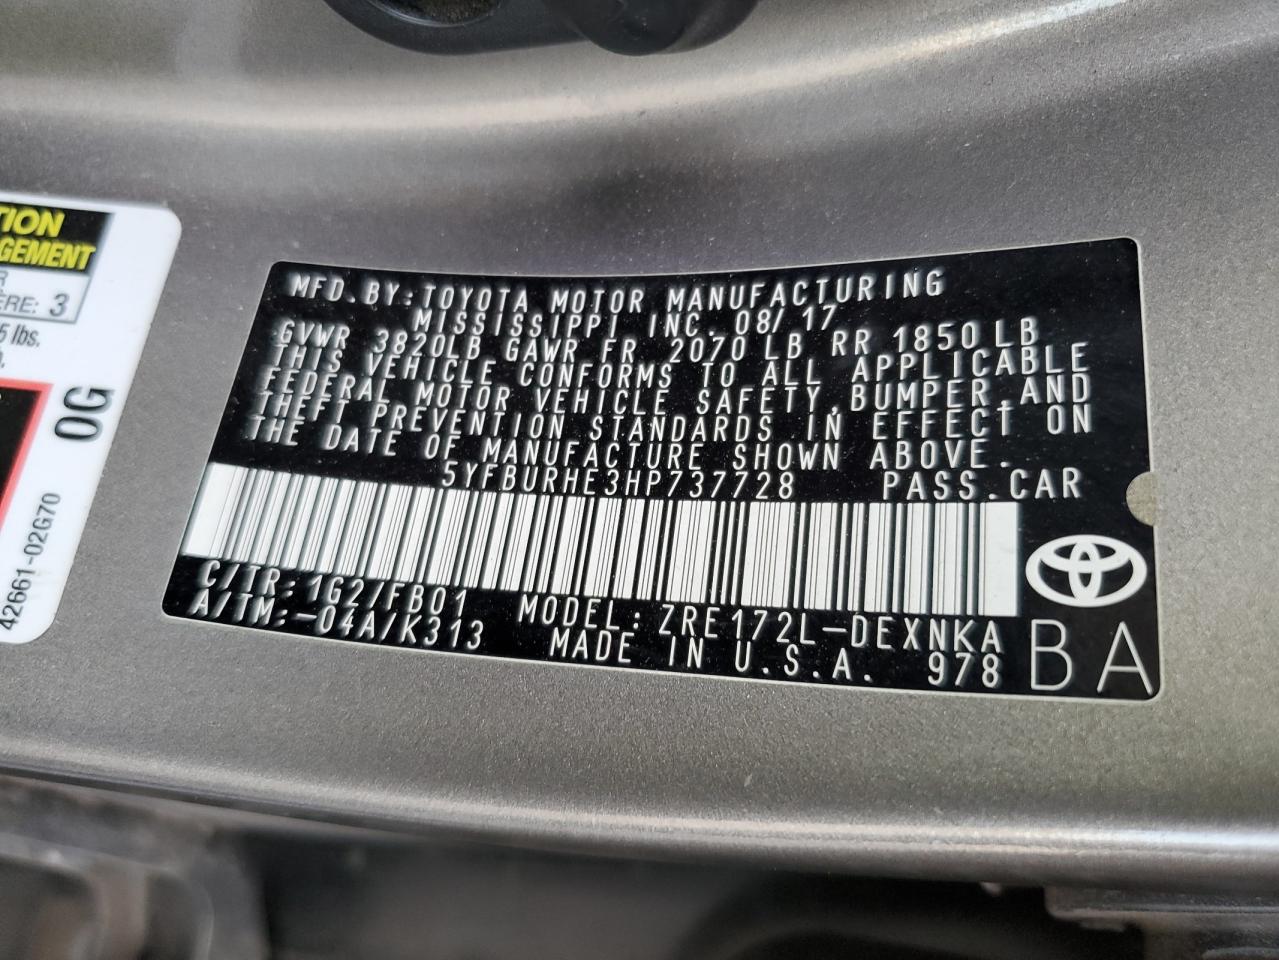 TION
GEMENT
R
ERE: 3
5 lbs.
0G
42661-02G70
MFD.BY:TOYOTA MOTOR MANUFACTURING
MISSISSIPPI INC. 08/17
GVWR 3820LB GAWR FR 2070 LB RR 1850 LB
THIS VEHICLE CONFORMS TO ALL APPLICABLE
FEDERAL MOTOR VEHICLE SAFETY,BUMPER,AND
THEFT PREVENTION STANDARDS IN EFFECT ON
THE DATE OF MANUFACTURE SHOWN ABOVE.
5YFBURHE3HP737728 PASS.CAR
C/TR:1G2/FB01 MODEL:ZRE172L-DEXNKA
A/TM:-04A/K313 MADE IN U.S.A. 978
BA